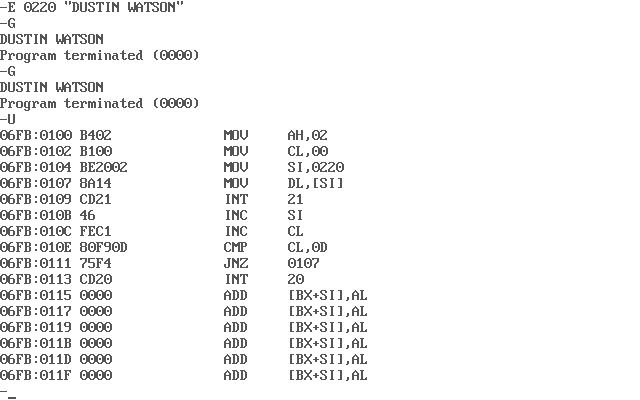 -E 0220 "DUSTIN WATSON"
-G
DUSTIN WATSON
Program terminated (0000)
-G
DUSTIN WATSON
Program terminated (0000)
-U
06FB:0100 B402 MOV AH,02
06FB:0102 B100 MOV CL,00
06FB:0104 BE2002 MOV SI,0220
06FB:0107 8A14 MOV DL,[SI]
06FB:0109 CD21 INT 21
06FB:010B 46 INC SI
06FB:010C FEC1 INC CL
06FB:010E 80F90D CMP CL,0D
06FB:0111 75F4 JNZ 0107
06FB:0113 CD20 INT 20
06FB:0115 0000 ADD [BX+SI],AL
06FB:0117 0000 ADD [BX+SI],AL
06FB:0119 0000 ADD [BX+SI],AL
06FB:011B 0000 ADD [BX+SI],AL
06FB:011D 0000 ADD [BX+SI],AL
06FB:011F 0000 ADD [BX+SI],AL
-_